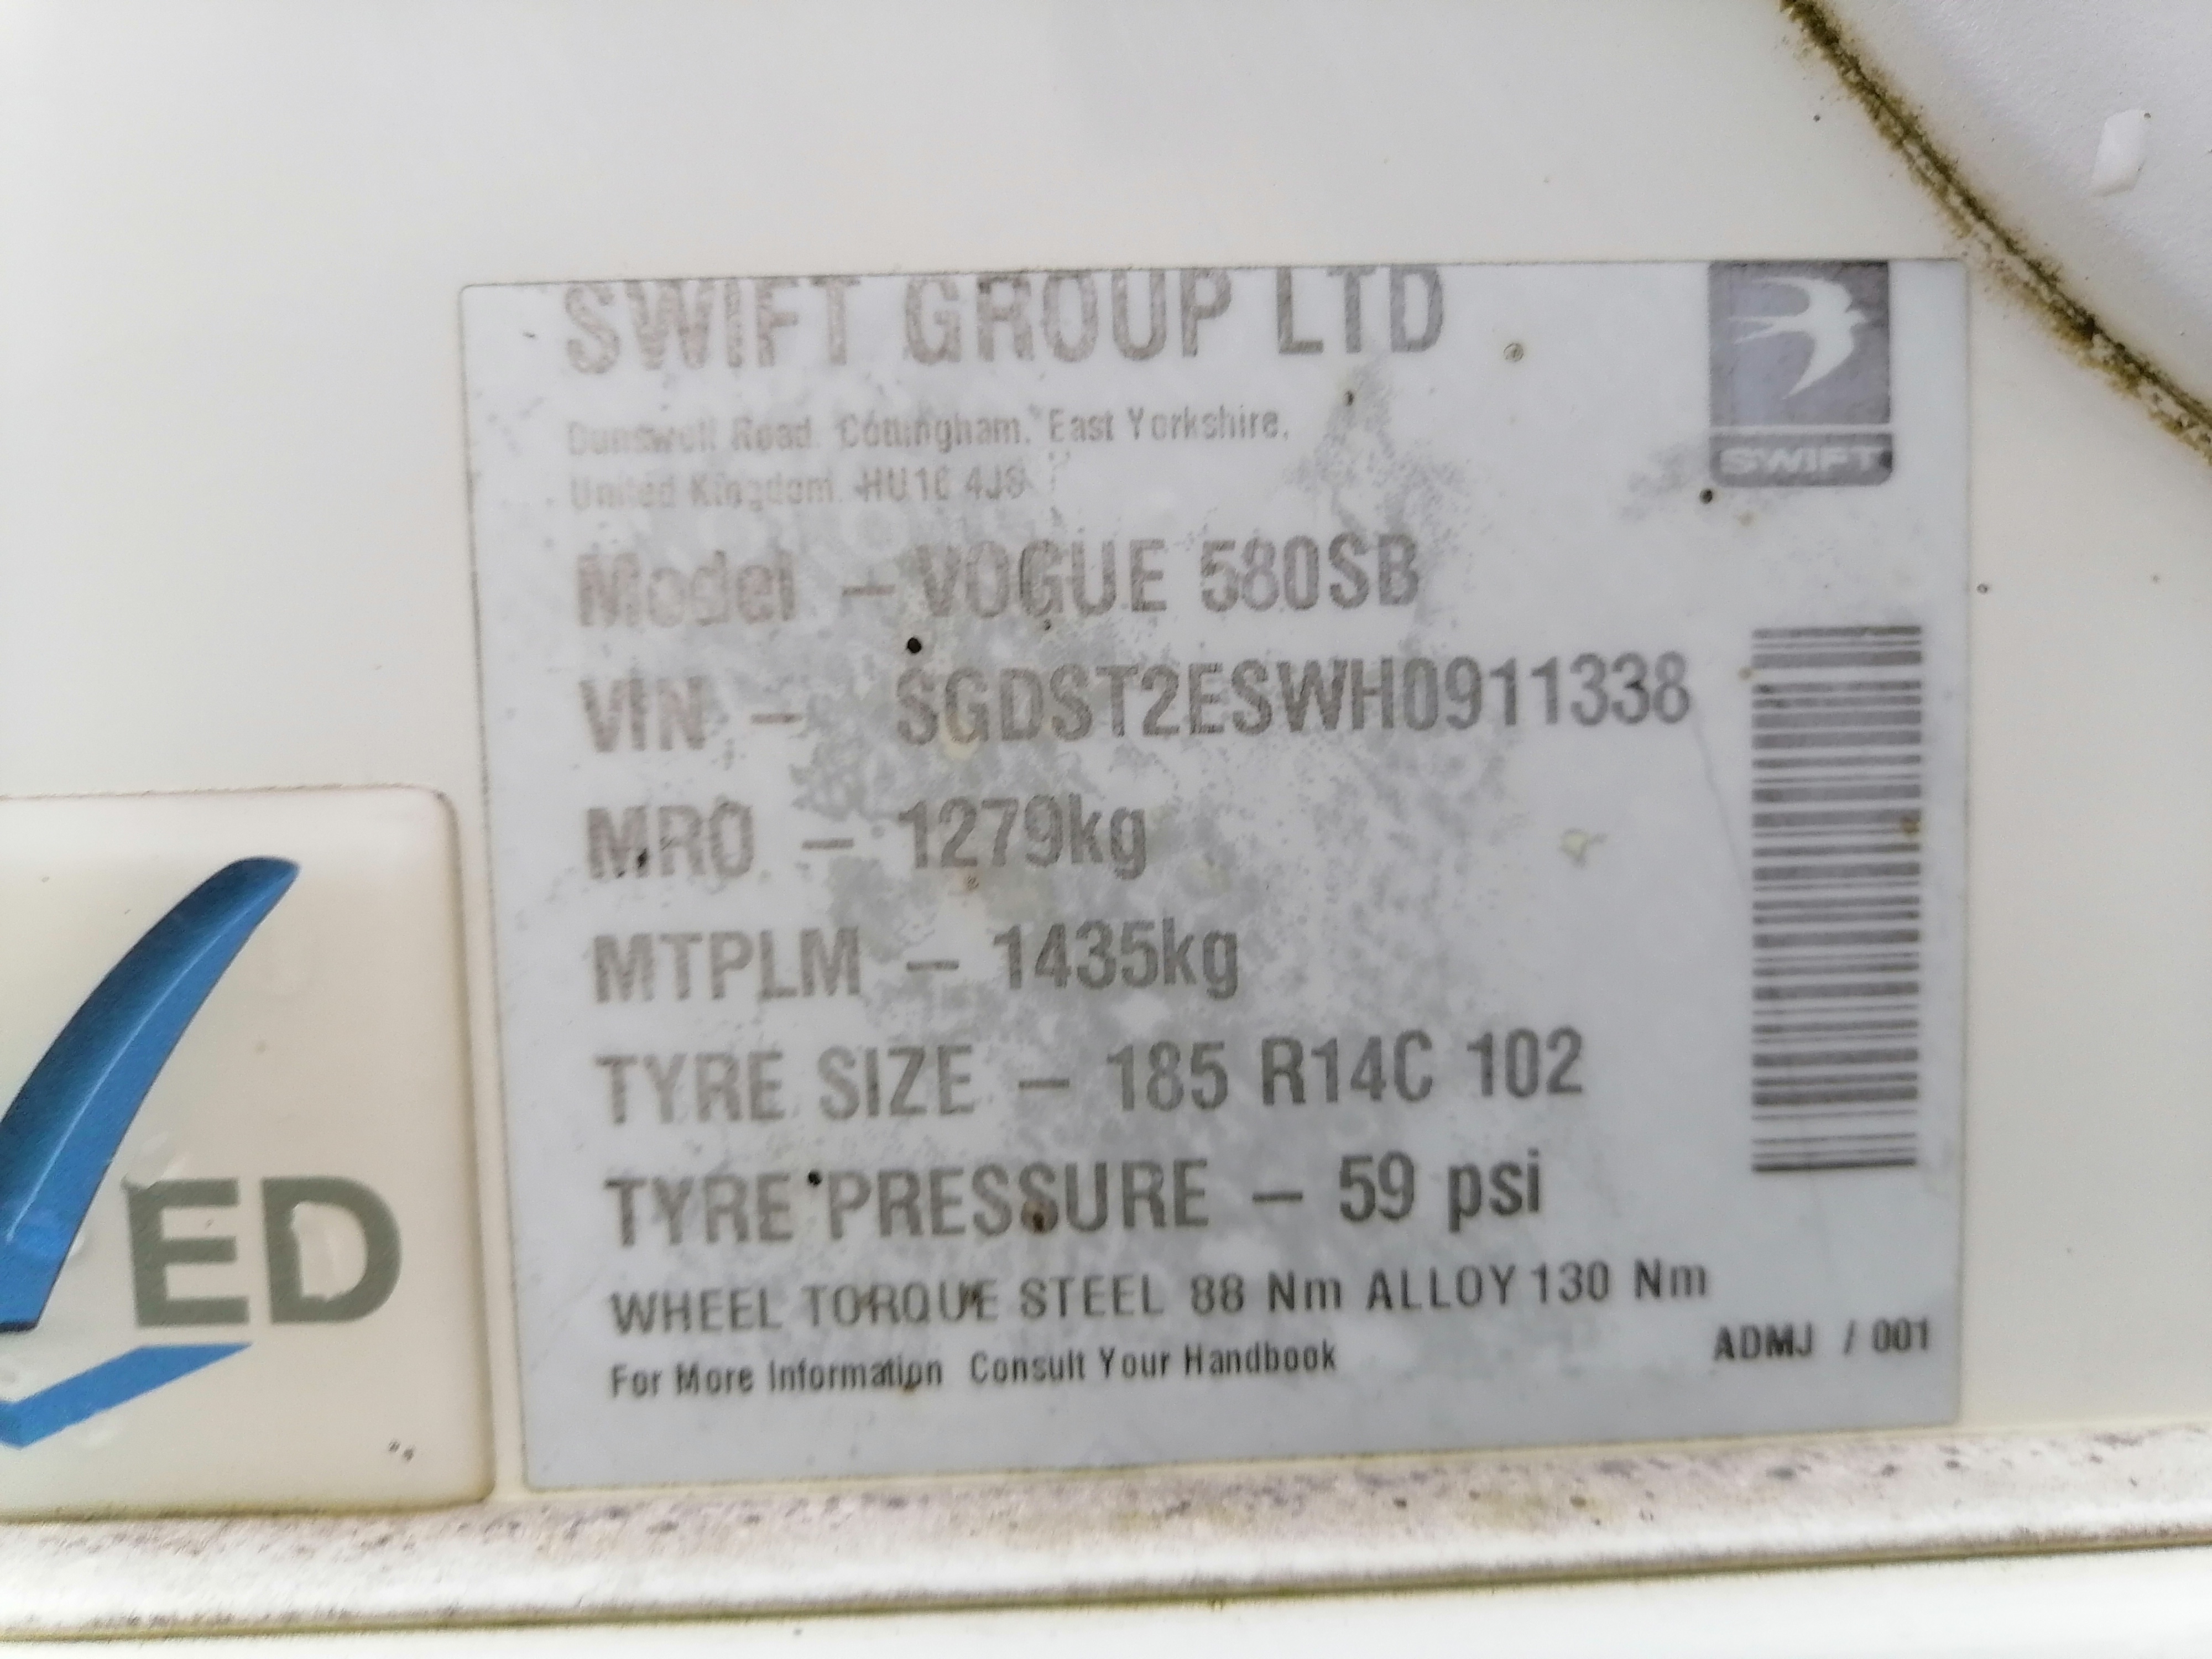 SWIFT GROUP LTD
Dunswell Road. Cottingham. East Yorkshire.
United Kingdom. HU16 4JS
SWIFT
Model – VOGUE 580SB
VIN – SGDST2ESWH0911338
MRO – 1279kg
MTPLM – 1435kg
TYRE SIZE – 185 R14C 102
TYRE PRESSURE – 59 psi
WHEEL TORQUE STEEL 88 Nm ALLOY 130 Nm
For More Information Consult Your Handbook
ADMJ / 001
ED